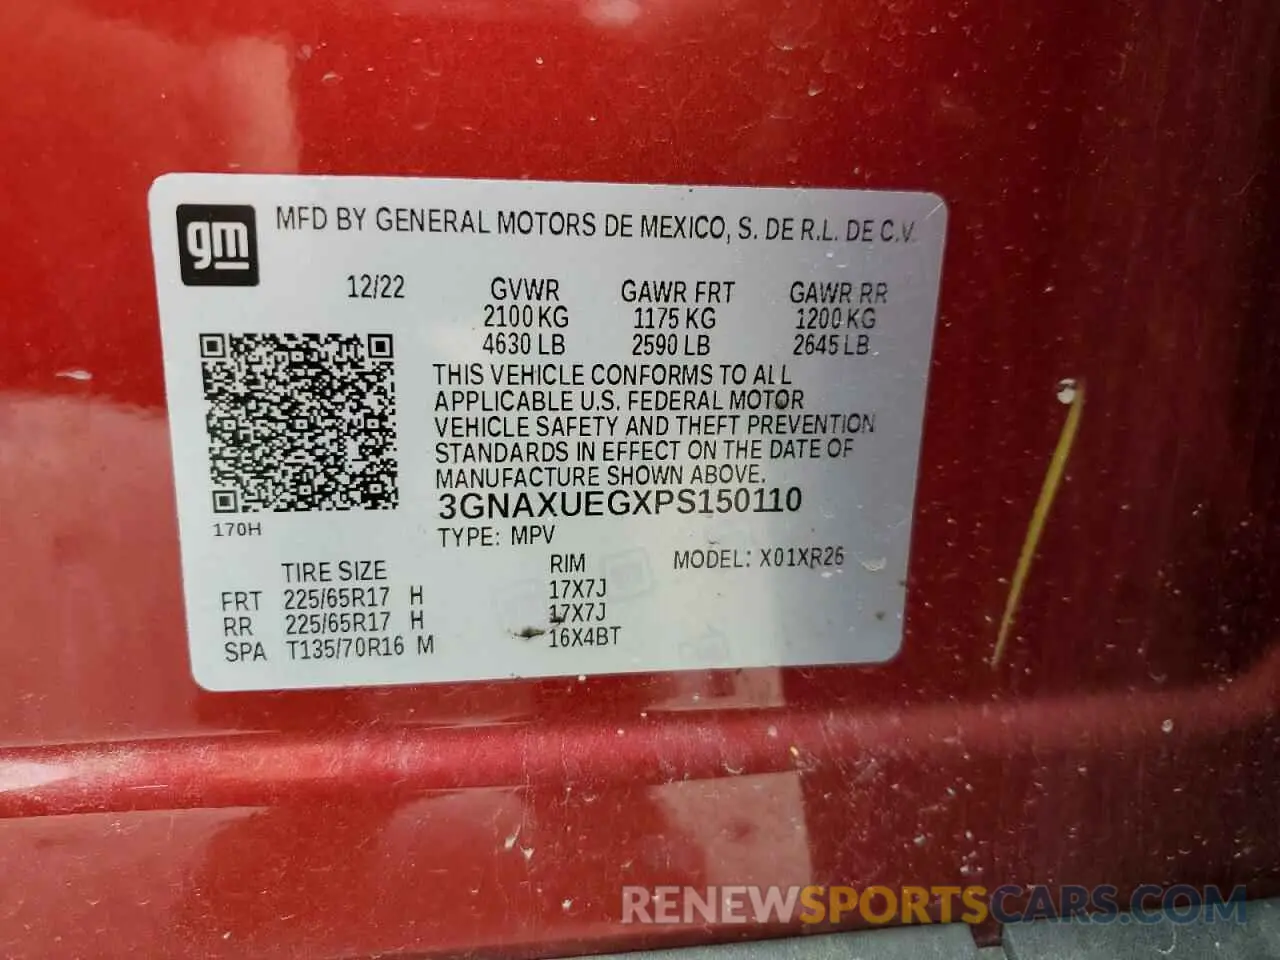 gm
MFD BY GENERAL MOTORS DE MEXICO, S. DE R.L. DE C.V.
12/22 GVWR GAWR FRT GAWR RR
2100 KG 1175 KG 1200 KG
4630 LB 2590 LB 2645 LB
THIS VEHICLE CONFORMS TO ALL
APPLICABLE U.S. FEDERAL MOTOR
VEHICLE SAFETY AND THEFT PREVENTION
STANDARDS IN EFFECT ON THE DATE OF
MANUFACTURE SHOWN ABOVE.
3GNAXUEGXPS150110
170H
TYPE: MPV
TIRE SIZE RIM MODEL: X01XR26
FRT 225/65R17 H 17X7J
RR 225/65R17 H 17X7J
SPA T135/70R16 M 16X4BT
RENEWSPORTSCARS.COM